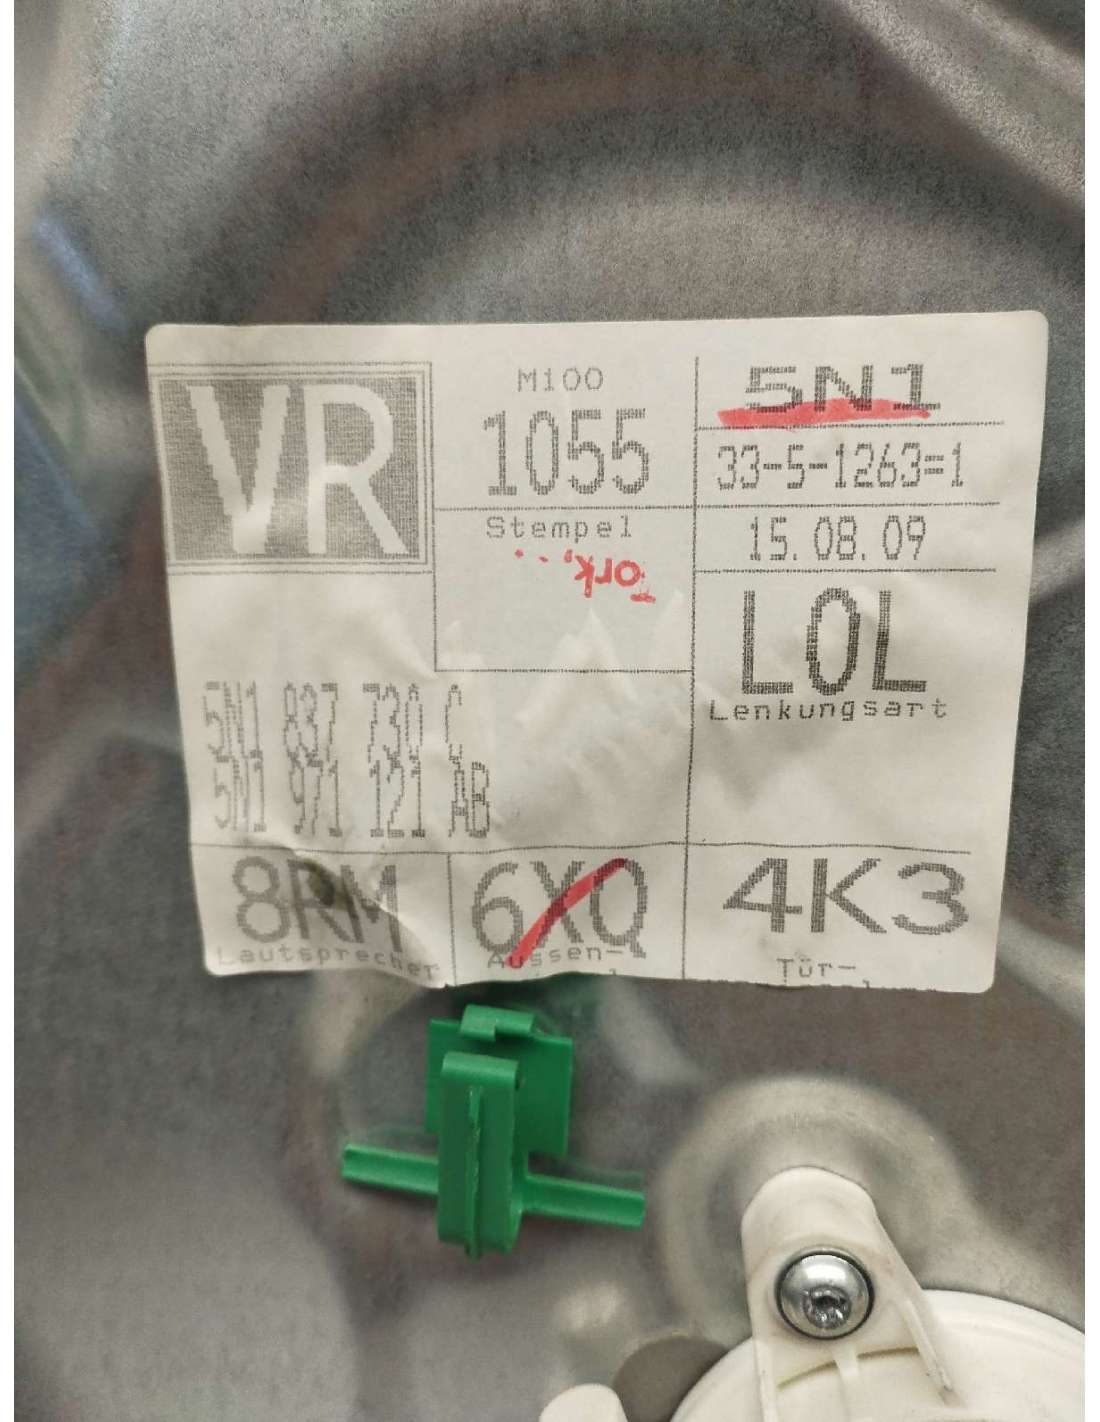 VR
M100
1055
Stempel
5N1
33-5-1263=1
15.08.09
L0L
Lenkungsart
5N1 837 730 C
5N1 971 121 AB
8RM
Lautsprecher
6XQ
Aussen-
4K3
Tür-